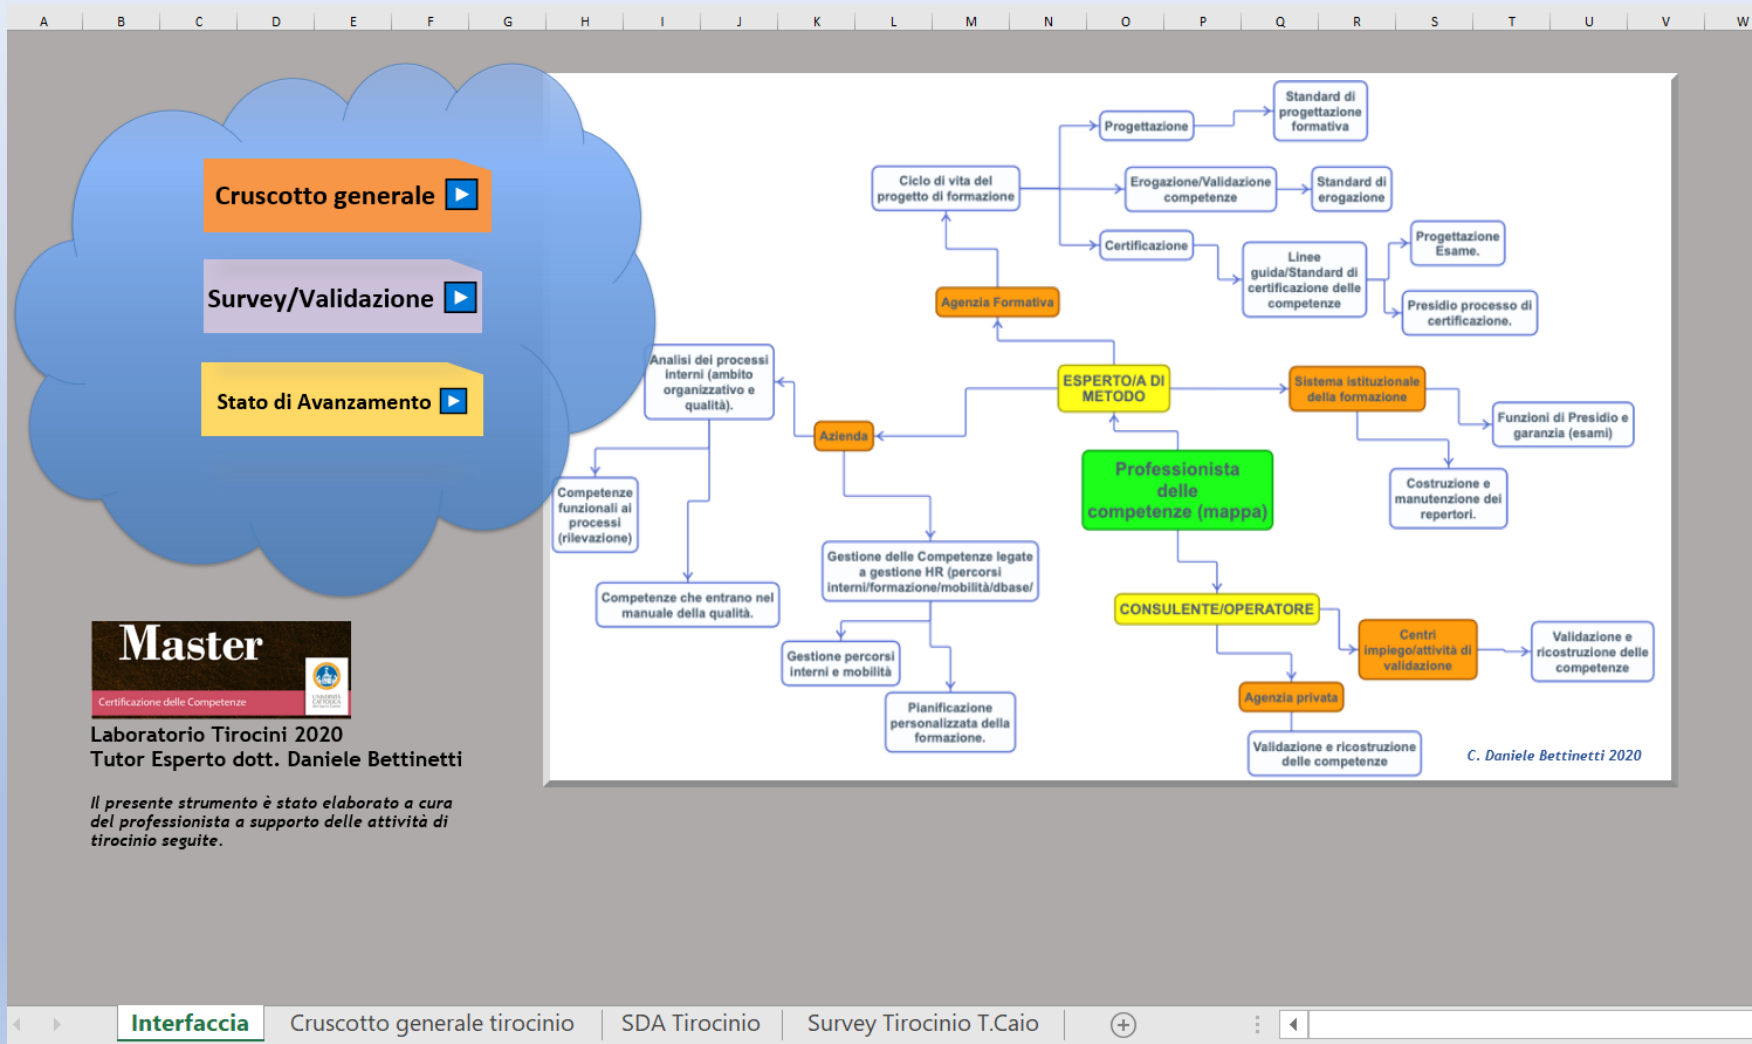 A B C D E F G H I J K L M N O P Q R S T U V W
Cruscotto generale
Survey/Validazione
Stato di Avanzamento
Master
Certificazione delle Competenze
UNIVERSITÀ
CATTOLICA
del Sacro Cuore
Laboratorio Tirocini 2020
Tutor Esperto dott. Daniele Bettinetti
Il presente strumento è stato elaborato a cura
del professionista a supporto delle attività di
tirocinio seguite.
Standard di
progettazione
formativa
Progettazione
Ciclo di vita del
progetto di formazione
Erogazione/Validazione
competenze
Standard di
erogazione
Certificazione
Linee
guida/Standard di
certificazione delle
competenze
Progettazione
Esame.
Presidio processo di
certificazione.
Agenzia Formativa
Analisi dei processi
interni (ambito
organizzativo e
qualità).
ESPERTO/A DI
METODO
Sistema istituzionale
della formazione
Funzioni di Presidio e
garanzia (esami)
Azienda
Professionista
delle
competenze (mappa)
Costruzione e
manutenzione dei
repertori.
Competenze
funzionali ai
processi
(rilevazione)
Gestione delle Competenze legate
a gestione HR (percorsi
interni/formazione/mobilità/dbase/
Competenze che entrano nel
manuale della qualità.
CONSULENTE/OPERATORE
Centri
impiego/attività di
validazione
Validazione e
ricostruzione delle
competenze
Gestione percorsi
interni e mobilità
Agenzia privata
Pianificazione
personalizzata della
formazione.
Validazione e ricostruzione
delle competenze
C. Daniele Bettinetti 2020
Interfaccia
Cruscotto generale tirocinio
SDA Tirocinio
Survey Tirocinio T.Caio